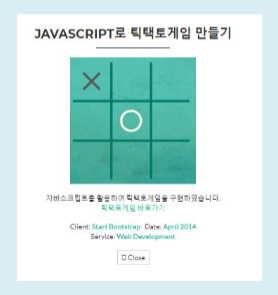 JAVASCRIPT로 틱택토게임 만들기
자바스크립트를 활용하여 틱택토게임을 구현하였습니다.
틱택토게임 바로가기
Client: Start Bootstrap Date: April 2014
Service: Web Development
Close